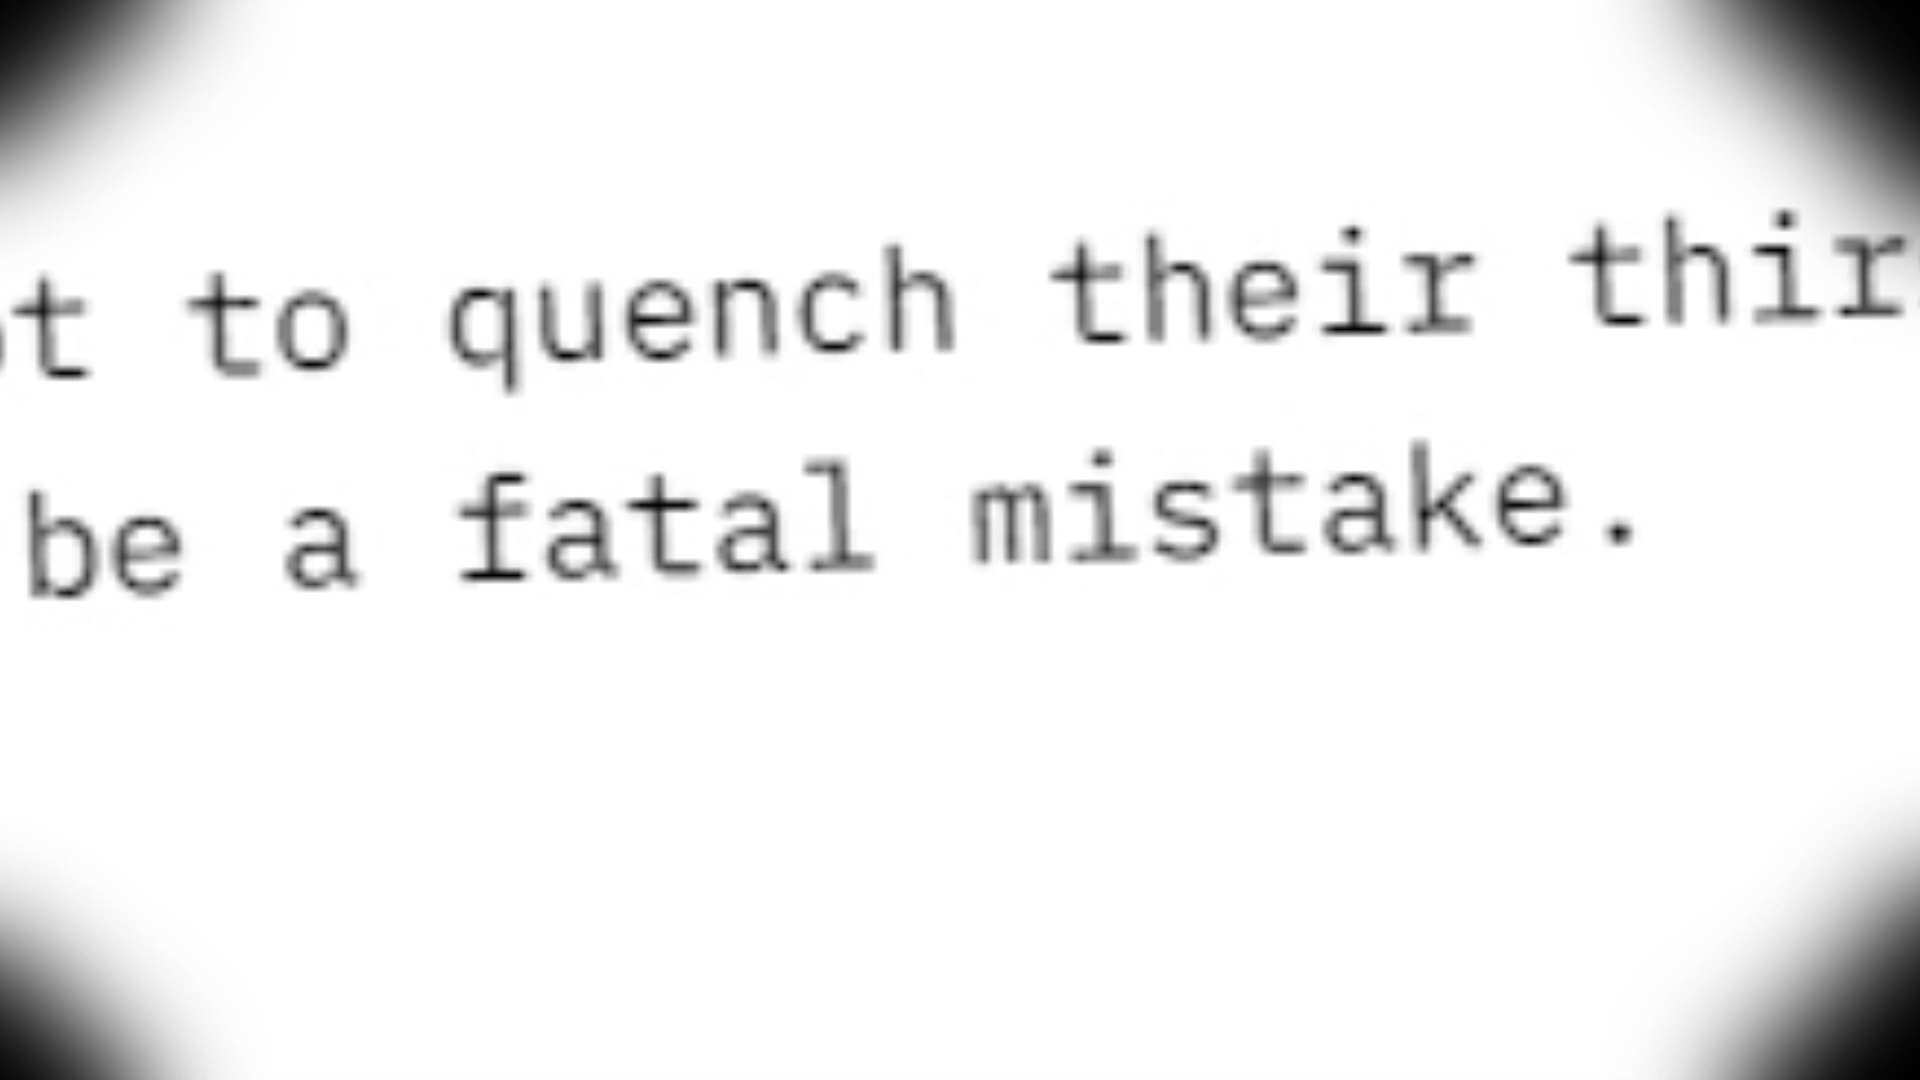 to quench their
be a fatal mistake.